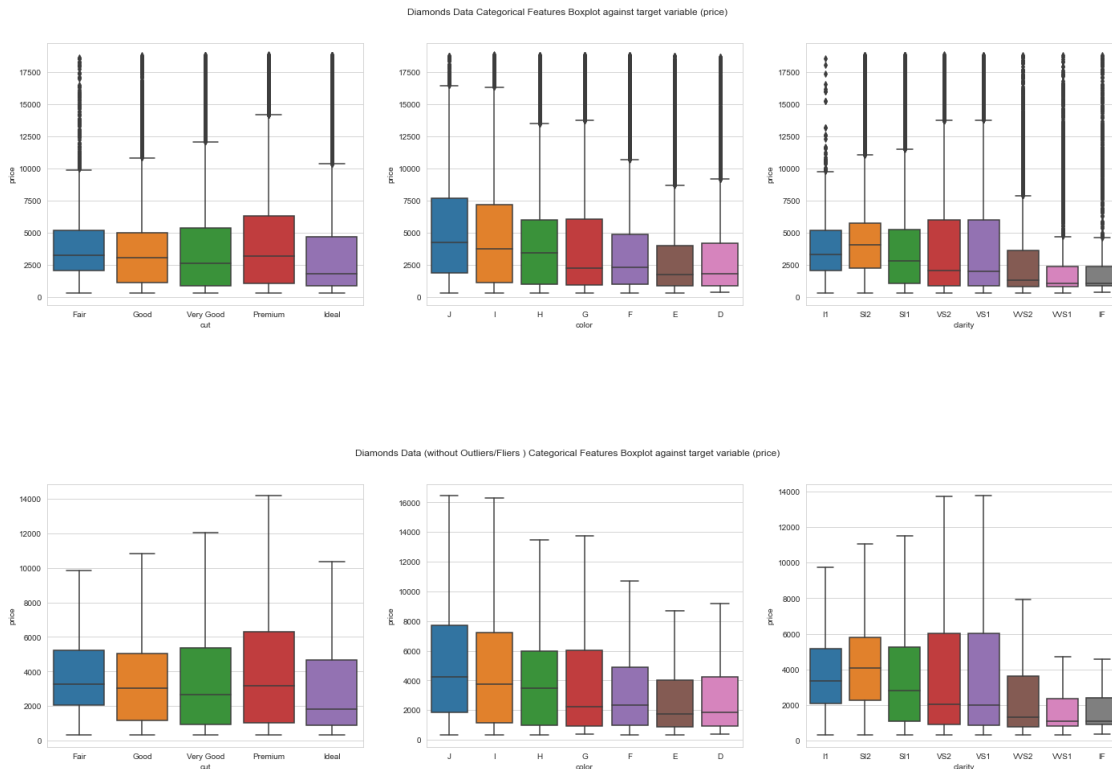 Diamonds Data Categorical Features Boxplot against target variable (price)
17500
15000
12500
10000
7500
5000
2500
0
price
Fair Good Very Good Premium Ideal
cut
17500
15000
12500
10000
7500
5000
2500
0
price
J I H G F E D
color
17500
15000
12500
10000
7500
5000
2500
0
price
I1 SI2 SI1 VS2 VS1 VVS2 VVS1 IF
clarity
Diamonds Data (without Outliers/Fliers ) Categorical Features Boxplot against target variable (price)
14000
12000
10000
8000
6000
4000
2000
0
price
Fair Good Very Good Premium Ideal
cut
16000
14000
12000
10000
8000
6000
4000
2000
0
price
J I H G F E D
color
14000
12000
10000
8000
6000
4000
2000
0
price
I1 SI2 SI1 VS2 VS1 VVS2 VVS1 IF
clarity